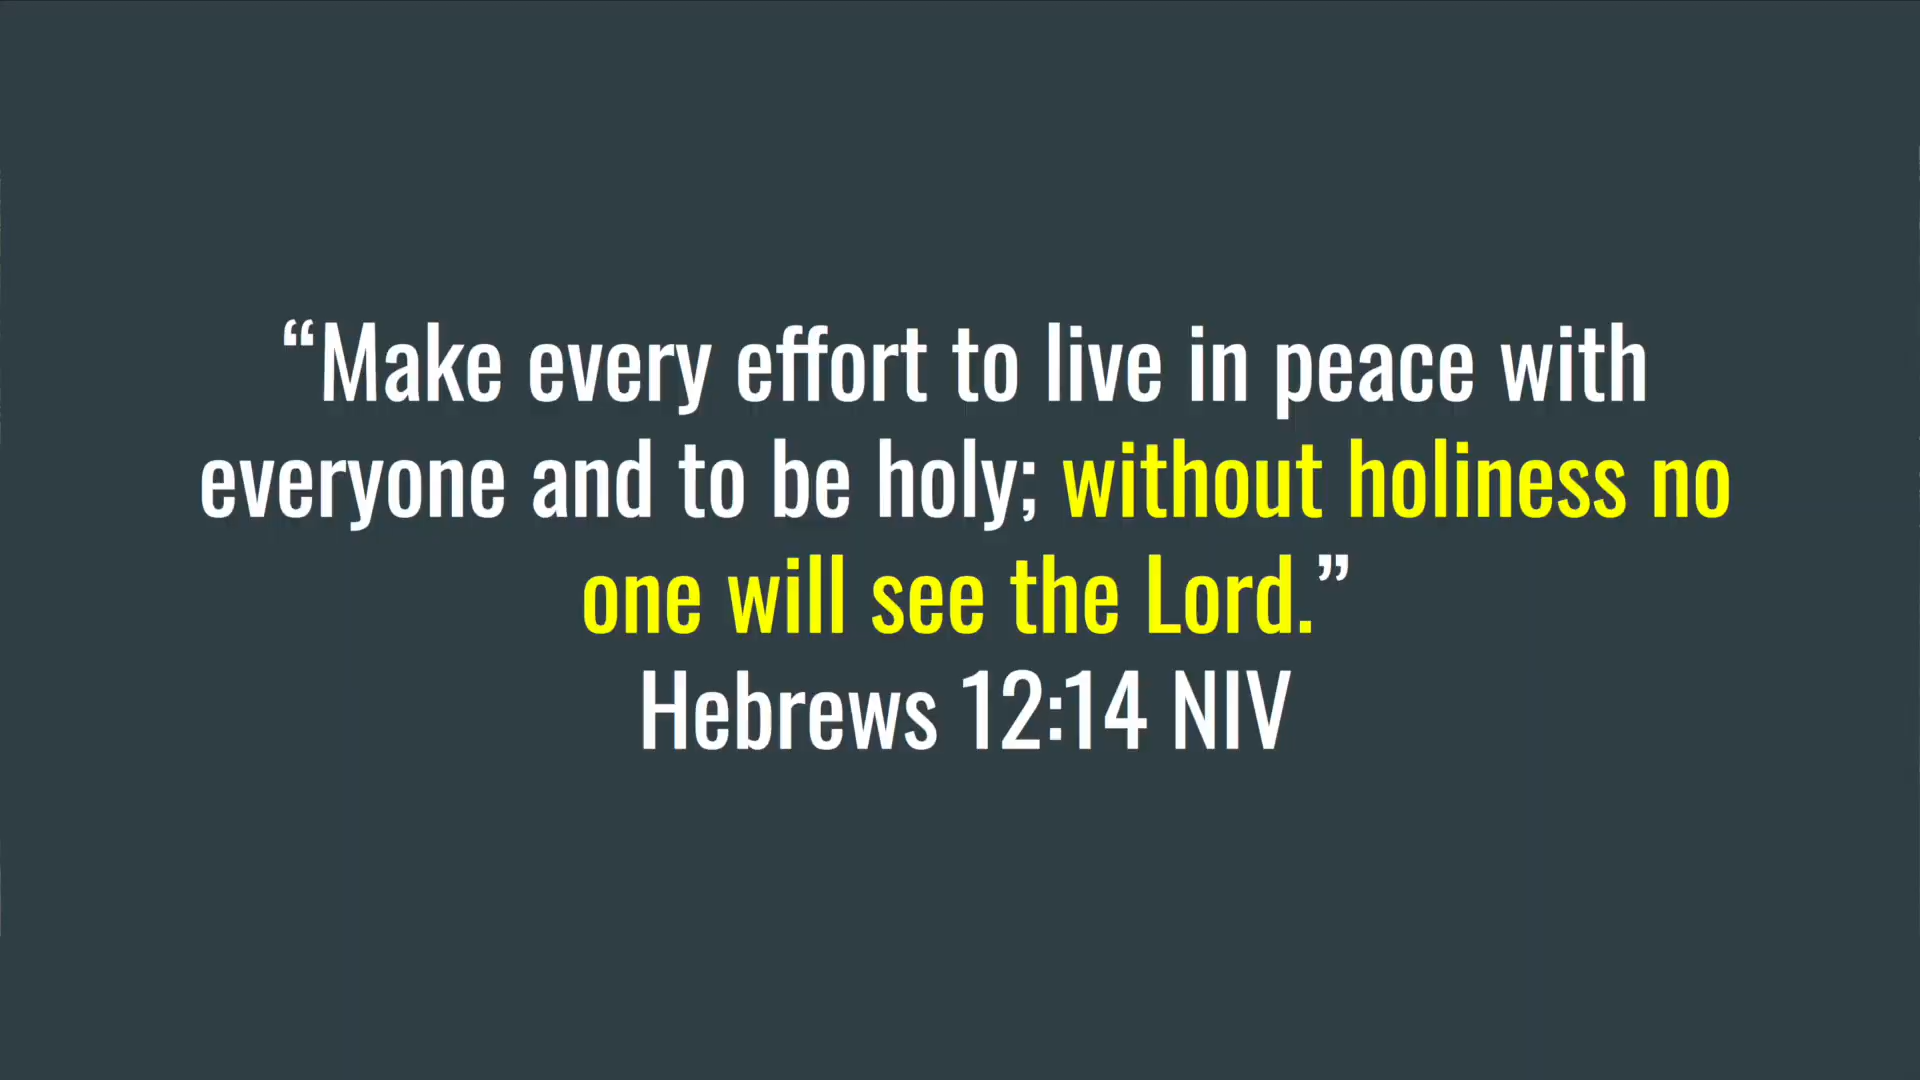 “Make every effort to live in peace with
everyone and to be holy; without holiness no
one will see the Lord.”
Hebrews 12:14 NIV